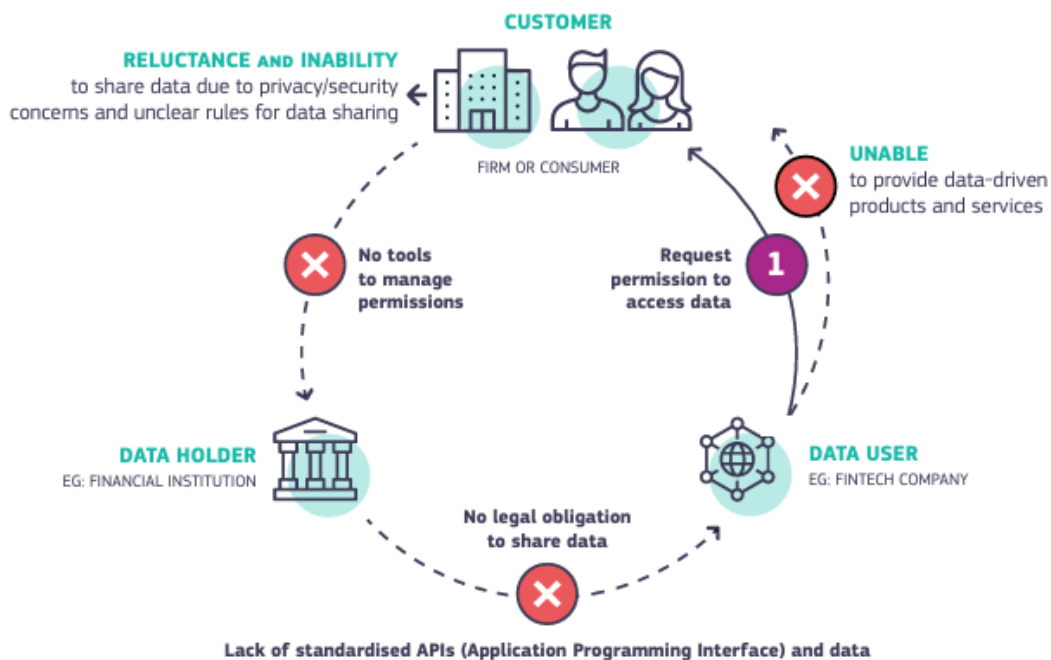 CUSTOMER
RELUCTANCE AND INABILITY
to share data due to privacy/security
concerns and unclear rules for data sharing
FIRM OR CONSUMER
UNABLE
to provide data-driven
products and services
No tools
to manage
permissions
Request
permission to
access data
1
DATA HOLDER
EG: FINANCIAL INSTITUTION
DATA USER
EG: FINTECH COMPANY
No legal obligation
to share data
Lack of standardised APIs (Application Programming Interface) and data